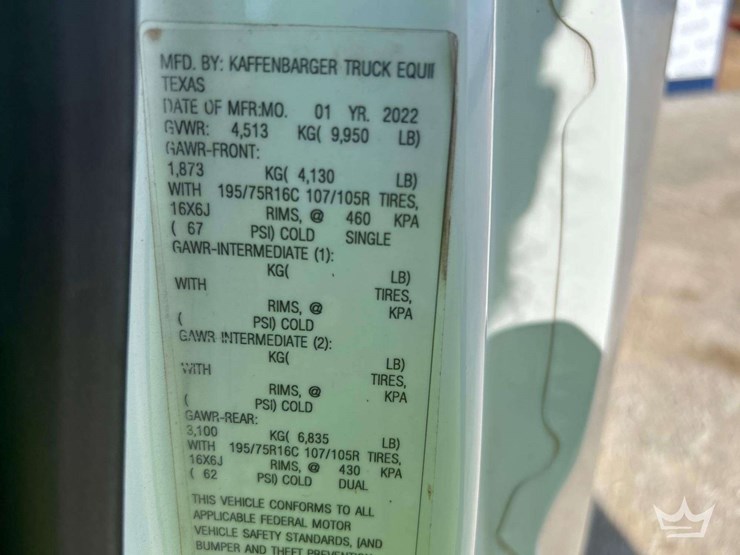 MFD. BY: KAFFENBARGER TRUCK
TEXAS
DATE OF MFR:MO. 01 YR. 2022
GVWR: 4,513 KG( 9,950 LB)
GAWR-FRONT:
1,873 KG( 4,130 LB)
WITH 195/75R16C 107/105R TIRES,
16X6J RIMS, @ 460 KPA
( 67 PSI) COLD SINGLE
GAWR-INTERMEDIATE (1):
KG( LB)
WITH TIRES,
RIMS, @ KPA
( PSI) COLD
GAWR INTERMEDIATE (2):
KG( LB)
WITH TIRES,
RIMS, @ KPA
( PSI) COLD
GAWR-REAR:
3,100 KG( 6,835 LB)
WITH 195/75R16C 107/105R TIRES,
16X6J RIMS, @ 430 KPA
( 62 PSI) COLD DUAL
THIS VEHICLE CONFORMS TO ALL
APPLICABLE FEDERAL MOTOR
VEHICLE SAFETY STANDARDS, (AND
BUMPER AND THEFT